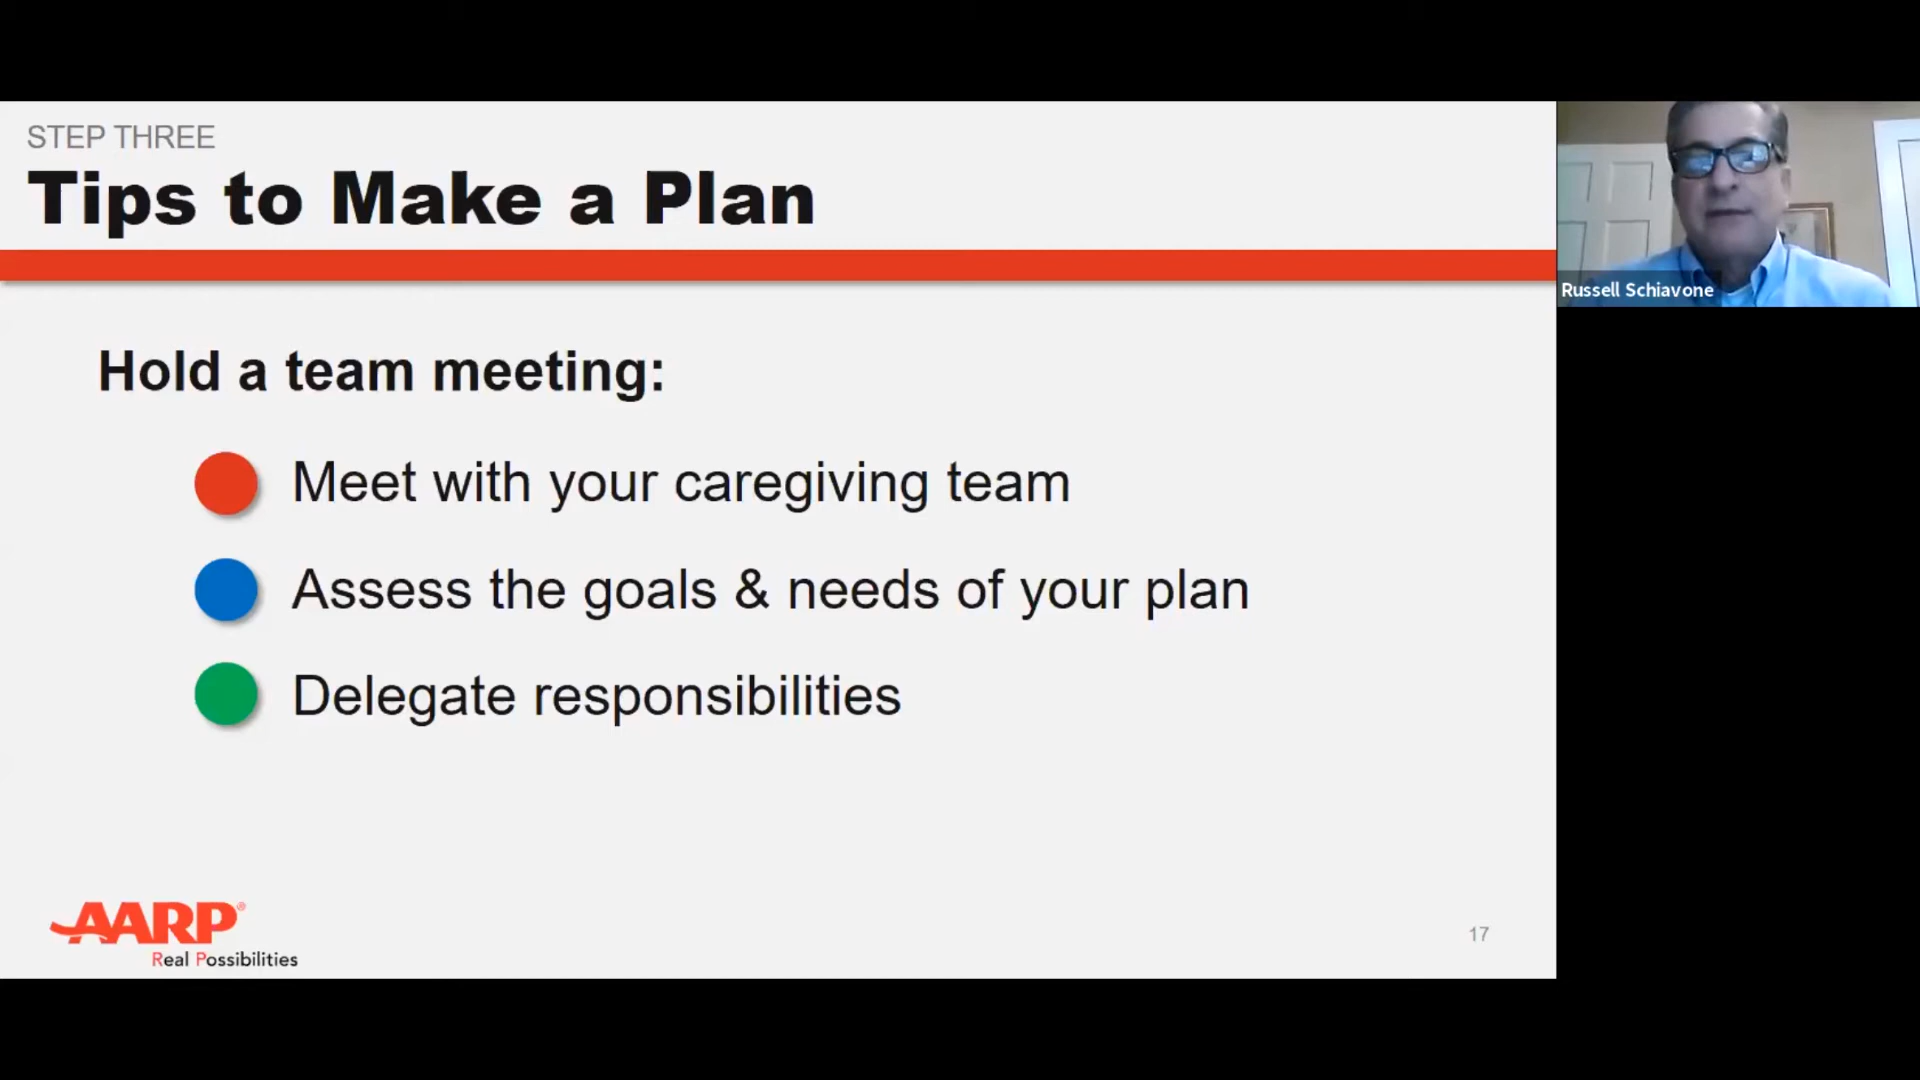 STEP THREE
Tips to Make a Plan
Hold a team meeting:
Meet with your caregiving team
Assess the goals & needs of your plan
Delegate responsibilities
AARP®
Real Possibilities
17
Russell Schiavone